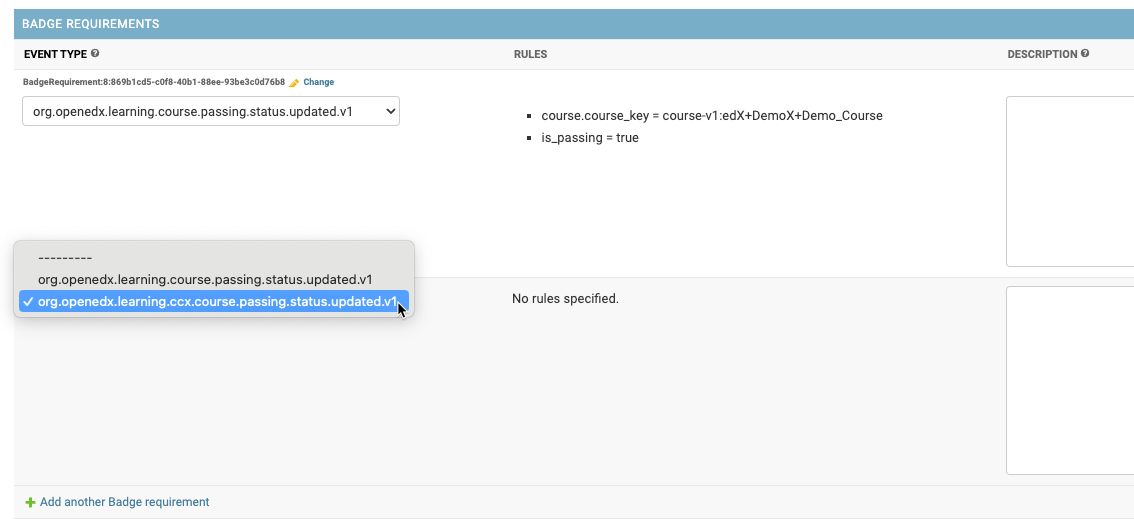 BADGE REQUIREMENTS
EVENT TYPE RULES DESCRIPTION
BadgeRequirement:8:869b1cd5-c0f8-40b1-88ee-93be3c0d76b8 Change
org.openedx.learning.course.passing.status.updated.v1
course.course_key = course-v1:edX+DemoX+Demo_Course
is_passing = true
---------
org.openedx.learning.course.passing.status.updated.v1
org.openedx.learning.ccx.course.passing.status.updated.v1
No rules specified.
Add another Badge requirement